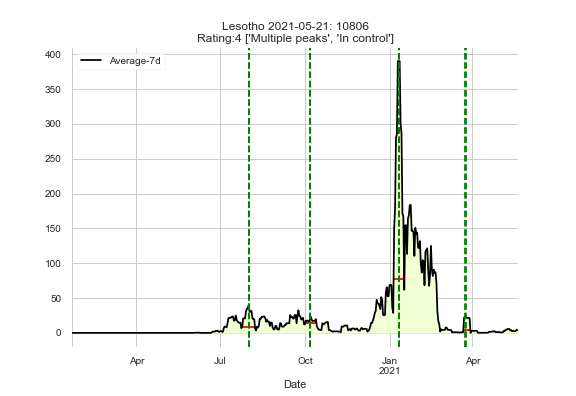 Lesotho 2021-05-21: 10806
Rating:4 ['Multiple peaks', 'In control']
400
350
300
250
200
150
100
50
0
Average-7d
Apr
Jul
Oct
Jan
2021
Apr
Date